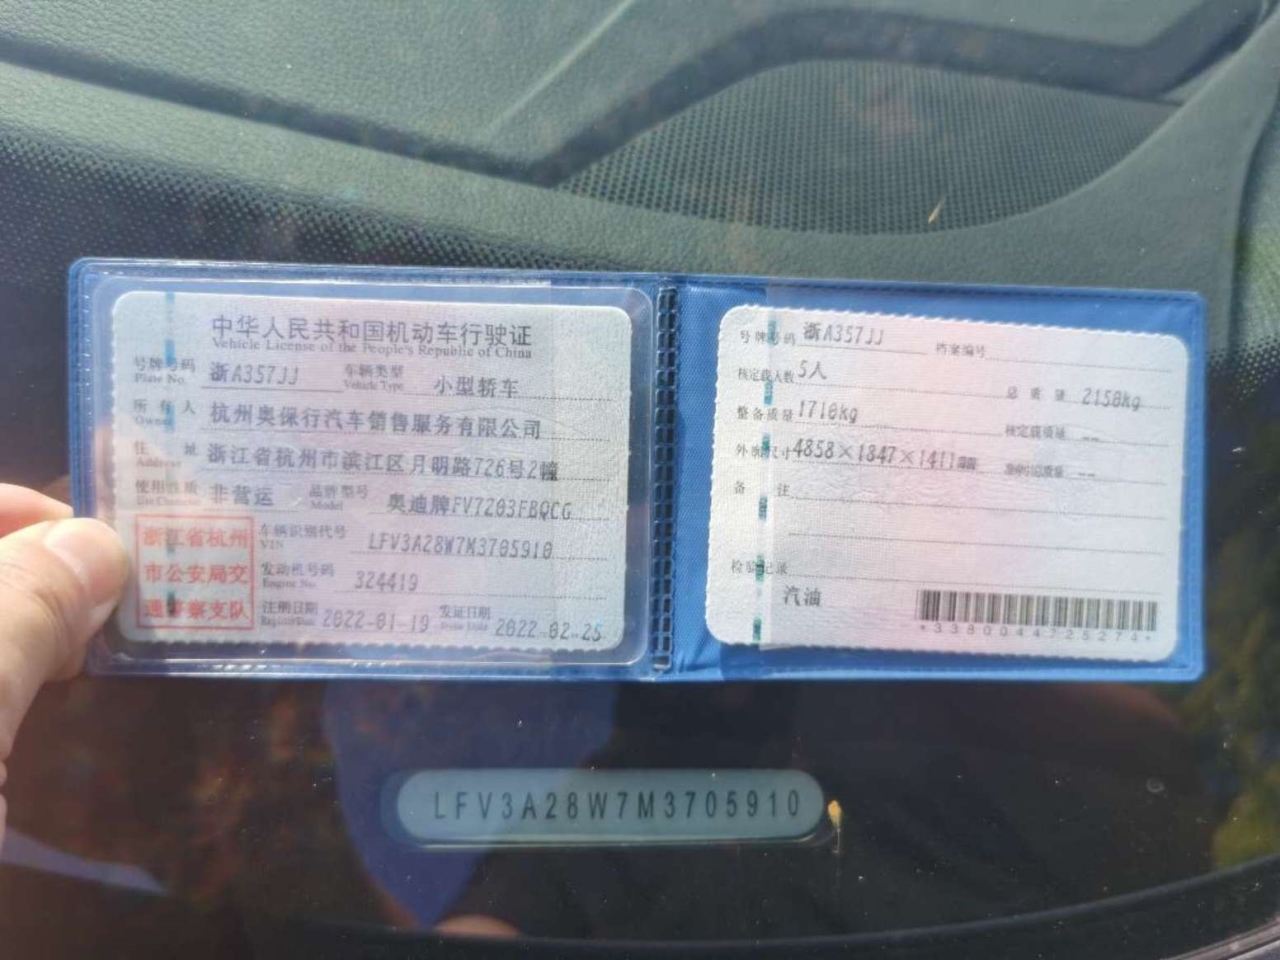 中华人民共和国机动车行驶证
Vehicle License of the People's Republic of China
号牌号码 浙A357JJ 车辆类型 小型轿车
Plate No. Vehicle Type
所有人 杭州奥保行汽车销售服务有限公司
Owner
住址 浙江省杭州市滨江区月明路726号2幢
Address
使用性质 非营运 品牌型号 奥迪牌FV7203FBQCG
Model
浙江省杭州
市公安局交
通警察支队
车辆识别代号 LFV3A28W7M3705910
VIN
发动机号码 324419
Engine No.
注册日期 2022-01-19 发证日期 2022-02-25
Register Date Issue Date
号牌号码 浙A357JJ 档案编号
核定载人数 5人 总质量 2150kg
整备质量 1710kg 核定载质量 --
外廓尺寸 4858×1847×1411 --
备注
检验记录
汽油
*3380044725274*
LFV3A28W7M3705910